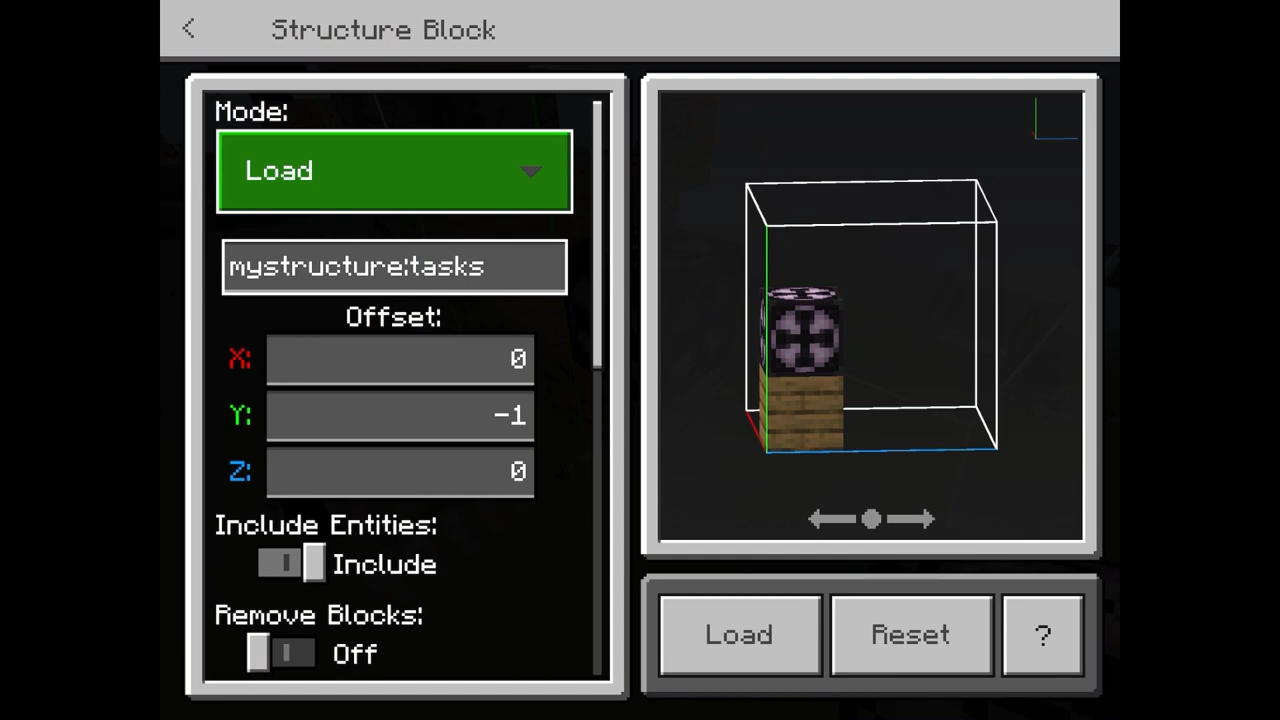 Structure Block
Mode:
Load
mystructure:tasks
Offset:
X: 0
Y: -1
Z: 0
Include Entities:
Include
Remove Blocks:
Off
Load
Reset
?